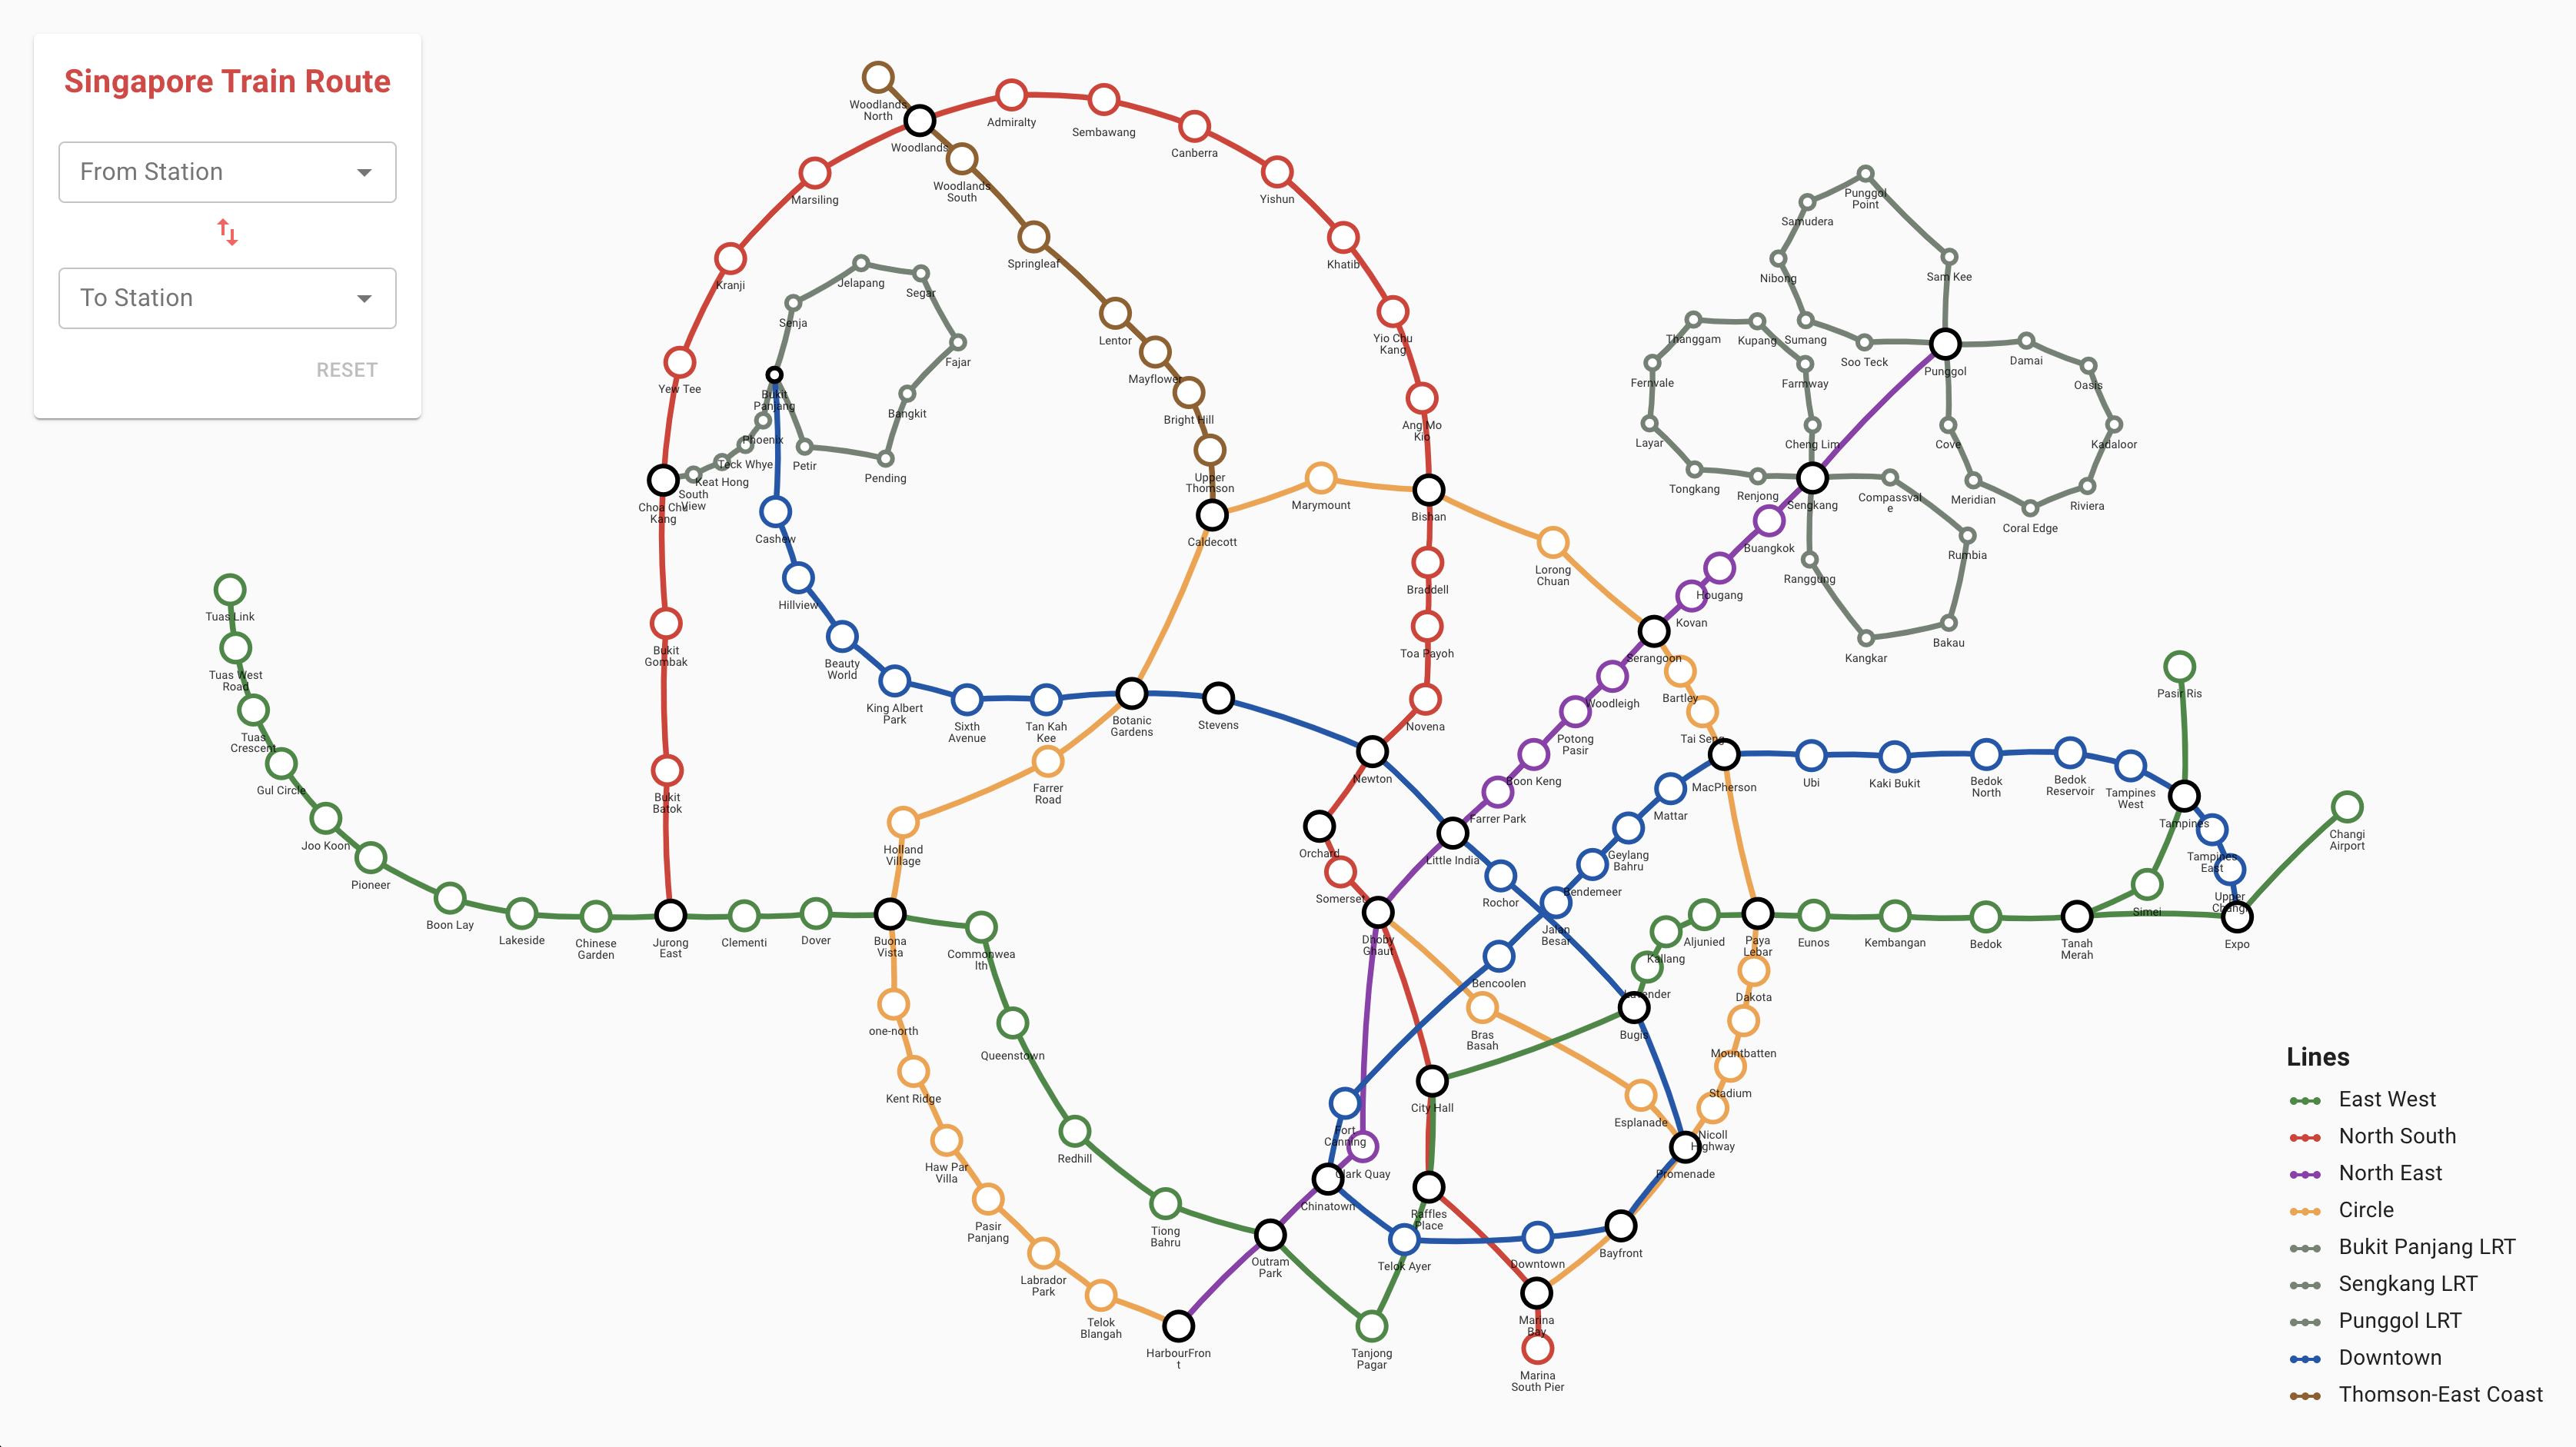 Singapore Train Route
From Station
To Station
RESET
Woodlands
North
Woodlands
Admiralty
Sembawang
Canberra
Yishun
Khatib
Yio Chu
Kang
Ang Mo
Kio
Bishan
Braddell
Toa Payoh
Novena
Newton
Orchard
Somerset
Dhoby
Ghaut
City Hall
Raffles
Place
Marina
Bay
Marina
South Pier
Marsiling
Kranji
Yew Tee
Choa Chu
Kang
Bukit
Gombak
Bukit
Batok
Jurong
East
Woodlands
South
Springleaf
Lentor
Mayflower
Bright Hill
Upper
Thomson
Caldecott
Marymount
Lorong
Chuan
Serangoon
Bartley
Tai Seng
MacPherson
Jelapang
Segar
Senja
Fajar
Bangkit
Pending
Petir
Bukit
Panjang
Phoenix
Teck Whye
Keat Hong
South
View
Cashew
Hillview
Beauty
World
King Albert
Park
Sixth
Avenue
Tan Kah
Kee
Botanic
Gardens
Stevens
Farrer
Road
Holland
Village
Buona
Vista
one-north
Kent Ridge
Haw Par
Villa
Pasir
Panjang
Labrador
Park
Telok
Blangah
HarbourFron
t
Tuas Link
Tuas West
Road
Tuas
Crescent
Gul Circle
Joo Koon
Pioneer
Boon Lay
Lakeside
Chinese
Garden
Clementi
Dover
Commonwea
lth
Queenstown
Redhill
Tiong
Bahru
Outram
Park
Tanjong
Pagar
Punggol
Point
Samudera
Nibong
Sam Kee
Sumang
Soo Teck
Punggol
Damai
Oasis
Kadaloor
Riviera
Coral Edge
Meridian
Cove
Thanggam
Kupang
Fernvale
Farmway
Layar
Cheng Lim
Tongkang
Renjong
Sengkang
Compassval
e
Rumbia
Bakau
Kangkar
Ranggung
Buangkok
Hougang
Kovan
Woodleigh
Potong
Pasir
Boon Keng
Farrer Park
Little India
Rochor
Mattar
Geylang
Bahru
Bendemeer
Jalan
Besar
Bencoolen
Fort
Canning
Clark Quay
Chinatown
Telok Ayer
Downtown
Bayfront
Promenade
Nicoll
Highway
Stadium
Mountbatten
Dakota
Paya
Lebar
Esplanade
Bras
Basah
Bugis
Lavender
Kallang
Aljunied
Eunos
Kembangan
Bedok
Tanah
Merah
Simei
Expo
Changi
Airport
Upper
Changi
Tampines
East
Tampines
Pasir Ris
Tampines
West
Bedok
Reservoir
Bedok
North
Kaki Bukit
Ubi
Lines
East West
North South
North East
Circle
Bukit Panjang LRT
Sengkang LRT
Punggol LRT
Downtown
Thomson-East Coast